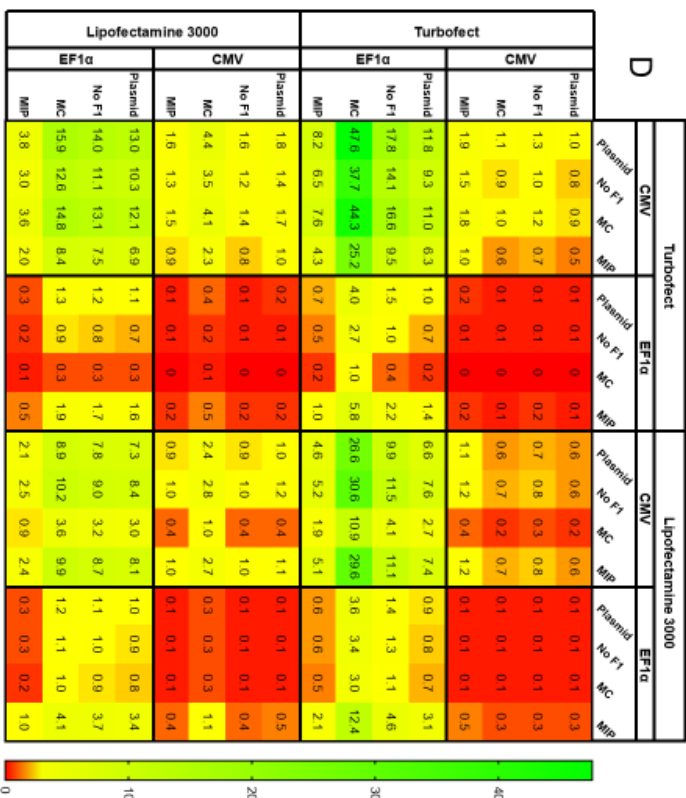 D
Turbofect Lipofectamine 3000
CMV EF1α CMV EF1α
Plasmid No F1 MC MIP Plasmid No F1 MC MIP Plasmid No F1 MC MIP Plasmid No F1 MC MIP
Turbofect
CMV
Plasmid 1.0 0.8 0.9 0.5 0.1 0.1 0 0.1 0.6 0.6 0.2 0.6 0.1 0.1 0.1 0.3
No F1 1.3 1.0 1.2 0.7 0.1 0.1 0 0.2 0.7 0.8 0.3 0.8 0.1 0.1 0.1 0.3
MC 1.1 0.9 1.0 0.6 0.1 0.1 0 0.1 0.6 0.7 0.2 0.7 0.1 0.1 0.1 0.3
MIP 1.9 1.5 1.8 1.0 0.2 0.1 0 0.2 1.1 1.2 0.4 1.2 0.1 0.1 0.1 0.5
EF1α
Plasmid 11.8 9.3 11.0 6.3 1.0 0.7 0.2 1.4 6.6 7.6 2.7 7.4 0.9 0.8 0.7 3.1
No F1 17.8 14.1 16.6 9.5 1.5 1.0 0.4 2.2 9.9 11.5 4.1 11.1 1.4 1.3 1.1 4.6
MC 47.6 37.7 44.3 25.2 4.0 2.7 1.0 5.8 26.6 30.6 10.9 29.6 3.6 3.4 3.0 12.4
MIP 8.2 6.5 7.6 4.3 0.7 0.5 0.2 1.0 4.6 5.2 1.9 5.1 0.6 0.6 0.5 2.1
Lipofectamine 3000
CMV
Plasmid 1.8 1.4 1.7 1.0 0.2 0.1 0 0.2 1.0 1.2 0.4 1.1 0.1 0.1 0.1 0.5
No F1 1.6 1.2 1.4 0.8 0.1 0.1 0 0.2 0.9 1.0 0.4 1.0 0.1 0.1 0.1 0.4
MC 4.4 3.5 4.1 2.3 0.4 0.2 0.1 0.5 2.4 2.8 1.0 2.7 0.3 0.3 0.3 1.1
MIP 1.6 1.3 1.5 0.9 0.1 0.1 0 0.2 0.9 1.0 0.4 1.0 0.1 0.1 0.1 0.4
EF1α
Plasmid 13.0 10.3 12.1 6.9 1.1 0.7 0.3 1.6 7.3 8.4 3.0 8.1 1.0 0.9 0.8 3.4
No F1 14.0 11.1 13.1 7.5 1.2 0.8 0.3 1.7 7.8 9.0 3.2 8.7 1.1 1.0 0.9 3.7
MC 15.9 12.6 14.8 8.4 1.3 0.9 0.3 1.9 8.9 10.2 3.6 9.9 1.2 1.1 1.0 4.1
MIP 3.8 3.0 3.6 2.0 0.3 0.2 0.1 0.5 2.1 2.5 0.9 2.4 0.3 0.3 0.2 1.0
0 10 20 30 40